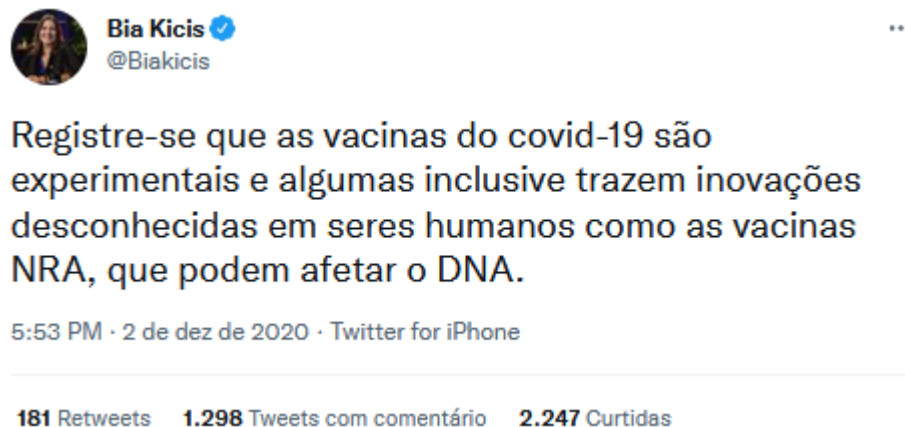 Bia Kicis
@Biakicis
Registre-se que as vacinas do covid-19 são
experimentais e algumas inclusive trazem inovações
desconhecidas em seres humanos como as vacinas
NRA, que podem afetar o DNA.
5:53 PM · 2 de dez de 2020 · Twitter for iPhone
181 Retweets 1.298 Tweets com comentário 2.247 Curtidas